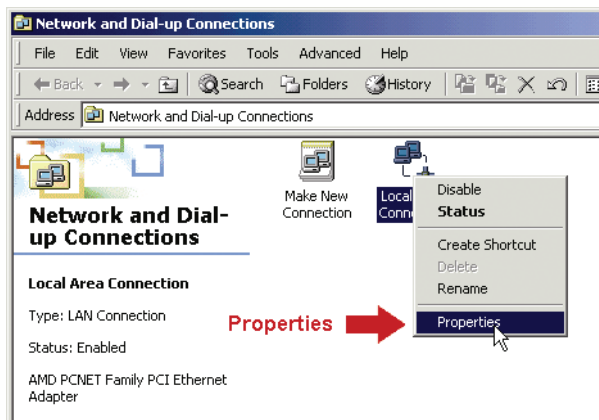 Network and Dial-up Connections
File Edit View Favorites Tools Advanced Help
Back Search Folders History
Address Network and Dial-up Connections
Network and Dial-
up Connections
Local Area Connection
Type: LAN Connection
Status: Enabled
AMD PCNET Family PCI Ethernet
Adapter
Make New
Connection
Local
Conn
Disable
Status
Create Shortcut
Delete
Rename
Properties
Properties